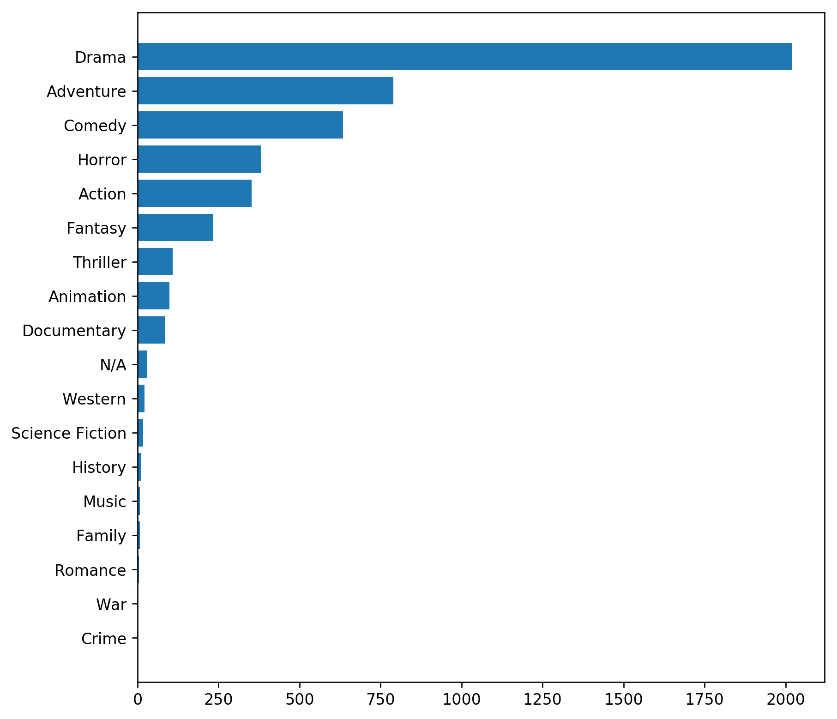 Drama
Adventure
Comedy
Horror
Action
Fantasy
Thriller
Animation
Documentary
N/A
Western
Science Fiction
History
Music
Family
Romance
War
Crime
0 250 500 750 1000 1250 1500 1750 2000